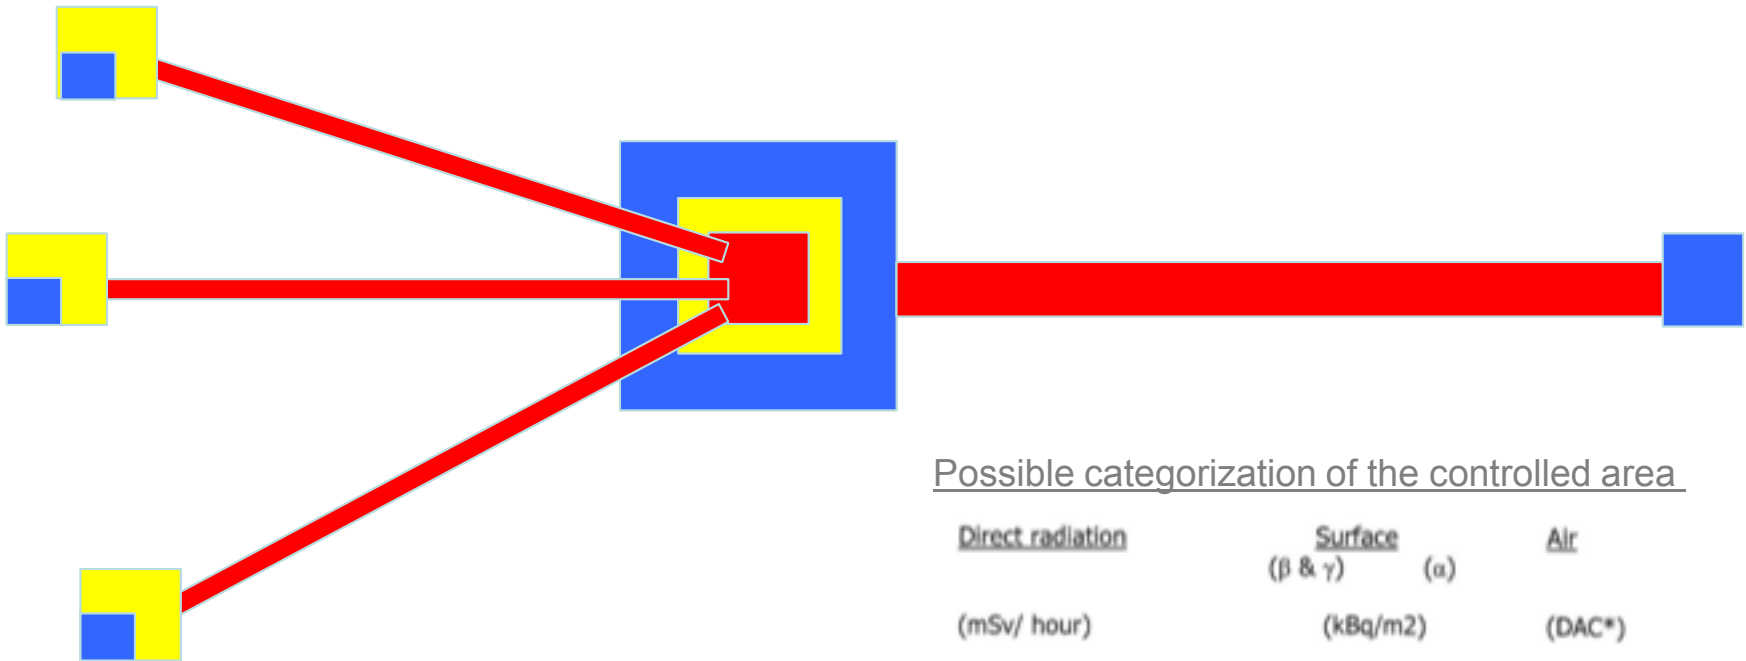 Possible categorization of the controlled area
Direct radiation Surface Air
(β & γ) (α)
(mSv/ hour) (kBq/m2) (DAC*)